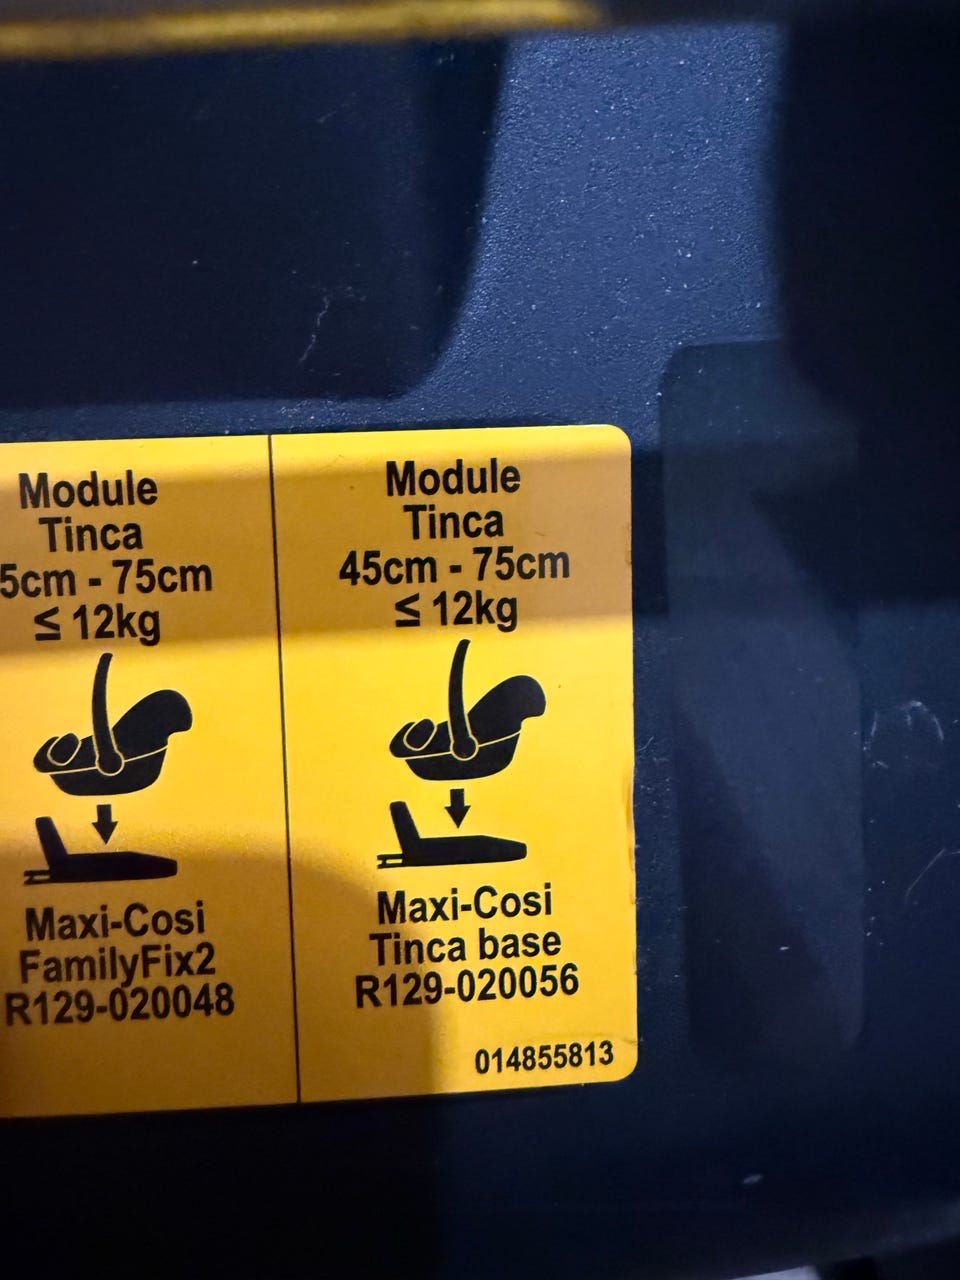 Module
Tinca
5cm - 75cm
≤ 12kg
Maxi-Cosi
FamilyFix2
R129-020048
Module
Tinca
45cm - 75cm
≤ 12kg
Maxi-Cosi
Tinca base
R129-020056
014855813